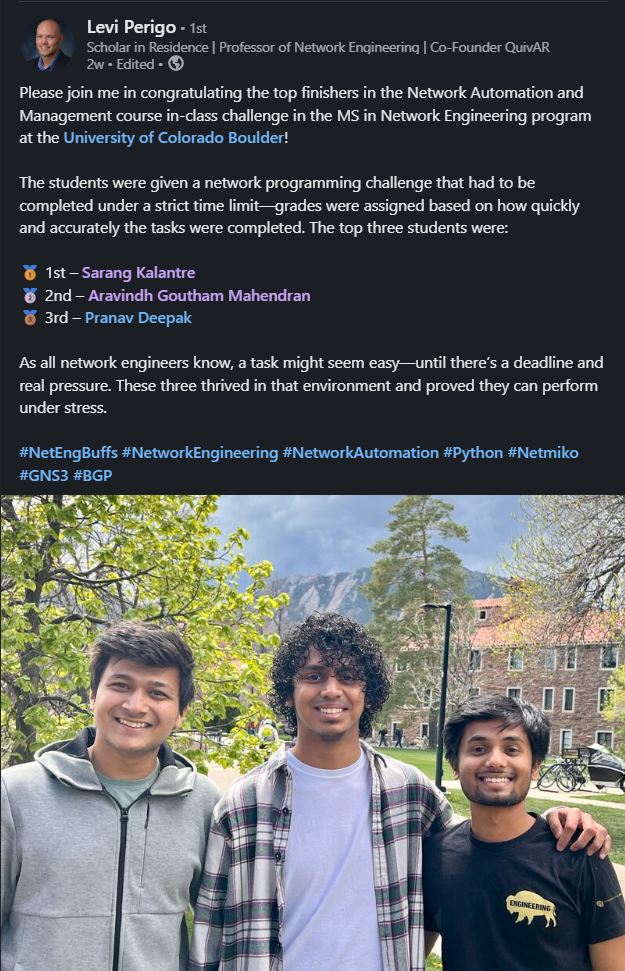 Levi Perigo • 1st
Scholar in Residence | Professor of Network Engineering | Co-Founder QuivAR
2w • Edited •
Please join me in congratulating the top finishers in the Network Automation and
Management course in-class challenge in the MS in Network Engineering program
at the University of Colorado Boulder!
The students were given a network programming challenge that had to be
completed under a strict time limit—grades were assigned based on how quickly
and accurately the tasks were completed. The top three students were:
🥇 1st – Sarang Kalantre
🥈 2nd – Aravindh Goutham Mahendran
🥉 3rd – Pranav Deepak
As all network engineers know, a task might seem easy—until there's a deadline and
real pressure. These three thrived in that environment and proved they can perform
under stress.
#NetEngBuffs #NetworkEngineering #NetworkAutomation #Python #Netmiko
#GNS3 #BGP
ENGINEERING